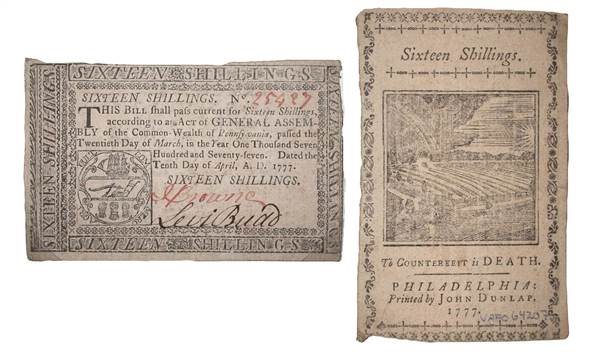 SIXTEEN SHILLINGS
SIXTEEN SHILLINGS. No. 25927
THIS BILL shall pass current for Sixteen Shillings,
according to an Act of GENERAL ASSEM-
BLY of the Common-Wealth of Pennsylvania, passed the
Twentieth Day of March, in the Year One Thousand Seven
Hundred and Seventy-seven. Dated the
Tenth Day of April, A. D. 1777.
SIXTEEN SHILLINGS.
Levi Budd
SIXTEEN SHILLINGS
SIXTEEN SHILLINGS
SIXTEEN SHILLINGS
Sixteen Shillings.
To COUNTERFEIT is DEATH.
PHILADELPHIA:
Printed by JOHN DUNLAP,
1777.